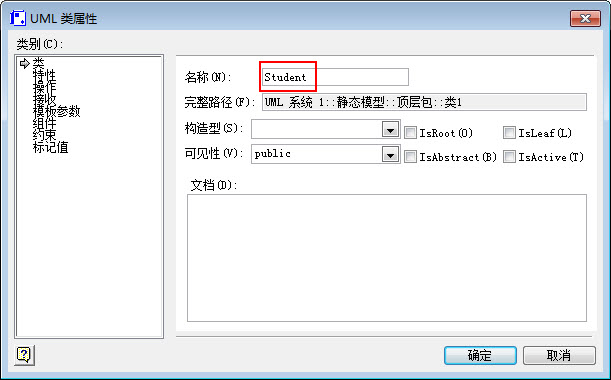 UML 类属性
类别(C):
类
特性
操作
接收
模板参数
组件
约束
标记值
名称(N): Student
完整路径(F): UML 系统 1::静态模型::顶层包::类1
构造型(S): IsRoot(O) IsLeaf(L)
可见性(V): public IsAbstract(B) IsActive(T)
文档(D):
? 确定 取消